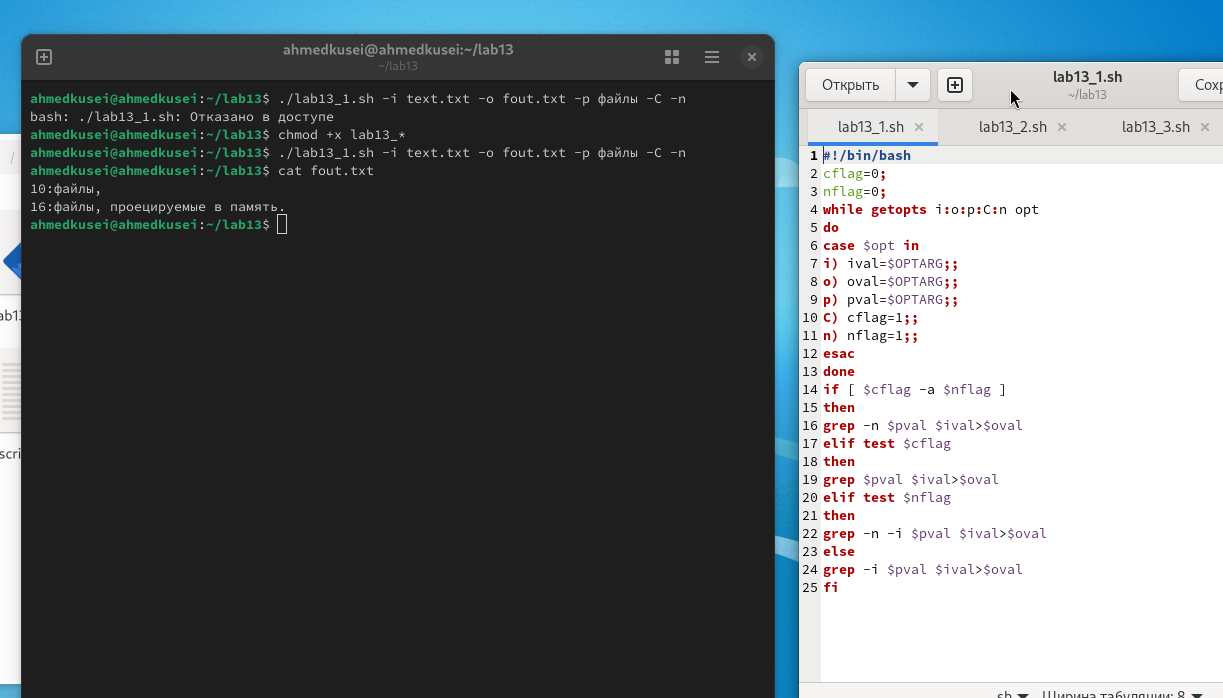 ahmedkusei@ahmedkusei:~/lab13
~/lab13
ahmedkusei@ahmedkusei:~/lab13$ ./lab13_1.sh -i text.txt -o fout.txt -p файлы -C -n
bash: ./lab13_1.sh: Отказано в доступе
ahmedkusei@ahmedkusei:~/lab13$ chmod +x lab13_*
ahmedkusei@ahmedkusei:~/lab13$ ./lab13_1.sh -i text.txt -o fout.txt -p файлы -C -n
ahmedkusei@ahmedkusei:~/lab13$ cat fout.txt
10:файлы,
16:файлы, проецируемые в память.
ahmedkusei@ahmedkusei:~/lab13$
Открыть
lab13_1.sh
~/lab13
lab13_1.sh × lab13_2.sh × lab13_3.sh ×
1 #!/bin/bash
2 cflag=0;
3 nflag=0;
4 while getopts i:o:p:C:n opt
5 do
6 case $opt in
7 i) ival=$OPTARG;;
8 o) oval=$OPTARG;;
9 p) pval=$OPTARG;;
10 C) cflag=1;;
11 n) nflag=1;;
12 esac
13 done
14 if [ $cflag -a $nflag ]
15 then
16 grep -n $pval $ival>$oval
17 elif test $cflag
18 then
19 grep $pval $ival>$oval
20 elif test $nflag
21 then
22 grep -n -i $pval $ival>$oval
23 else
24 grep -i $pval $ival>$oval
25 fi
sh Ширина табуляции: 8